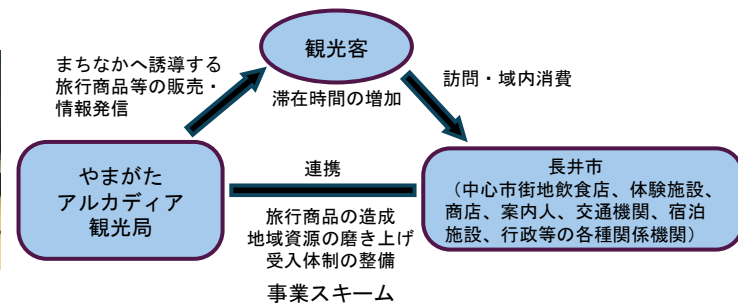 観光客
まちなかへ誘導する
旅行商品等の販売・
情報発信
滞在時間の増加
訪問・域内消費
やまがた
アルカディア
観光局
連携
旅行商品の造成
地域資源の磨き上げ
受入体制の整備
長井市
（中心市街地飲食店、体験施設、
商店、案内人、交通機関、宿泊
施設、行政等の各種関係機関）
事業スキーム